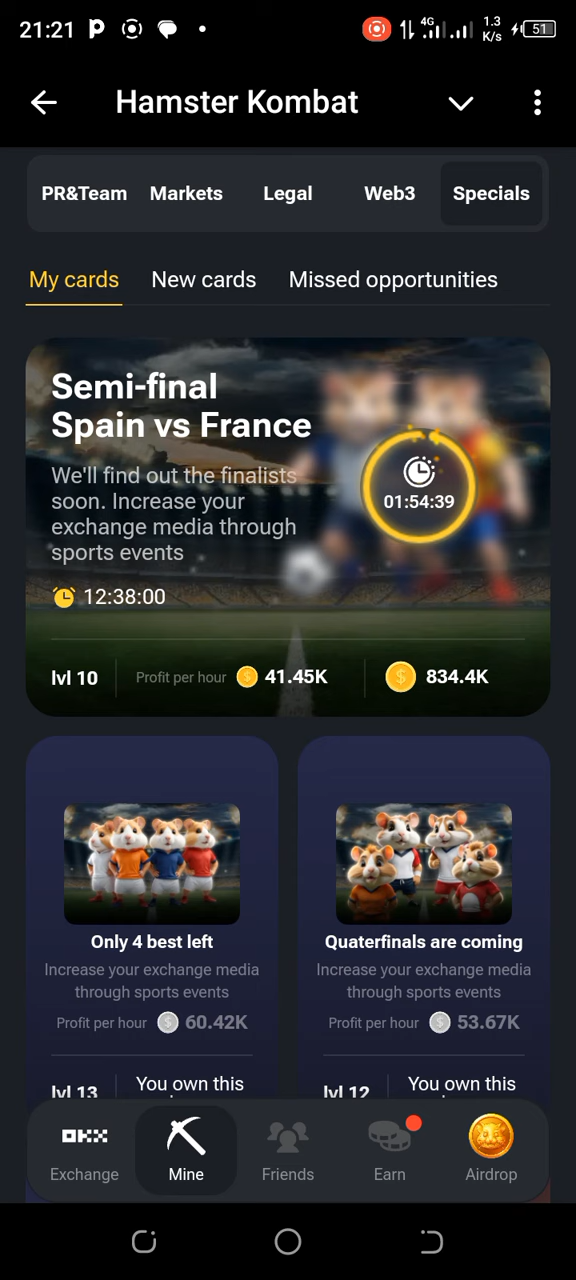 21:21
4G
1.3
K/s
51
Hamster Kombat
PR&Team Markets Legal Web3 Specials
My cards New cards Missed opportunities
Semi-final
Spain vs France
We'll find out the finalists
soon. Increase your
exchange media through
sports events
01:54:39
12:38:00
lvl 10 Profit per hour 41.45K 834.4K
Only 4 best left
Increase your exchange media
through sports events
Profit per hour 60.42K
lvl 13 You own this
Quaterfinals are coming
Increase your exchange media
through sports events
Profit per hour 53.67K
lvl 12 You own this
Exchange Mine Friends Earn Airdrop